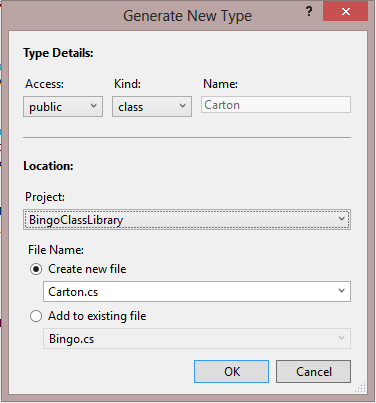 Generate New Type
?
Type Details:
Access: Kind: Name:
public class Carton
Location:
Project:
BingoClassLibrary
File Name:
Create new file
Carton.cs
Add to existing file
Bingo.cs
OK Cancel